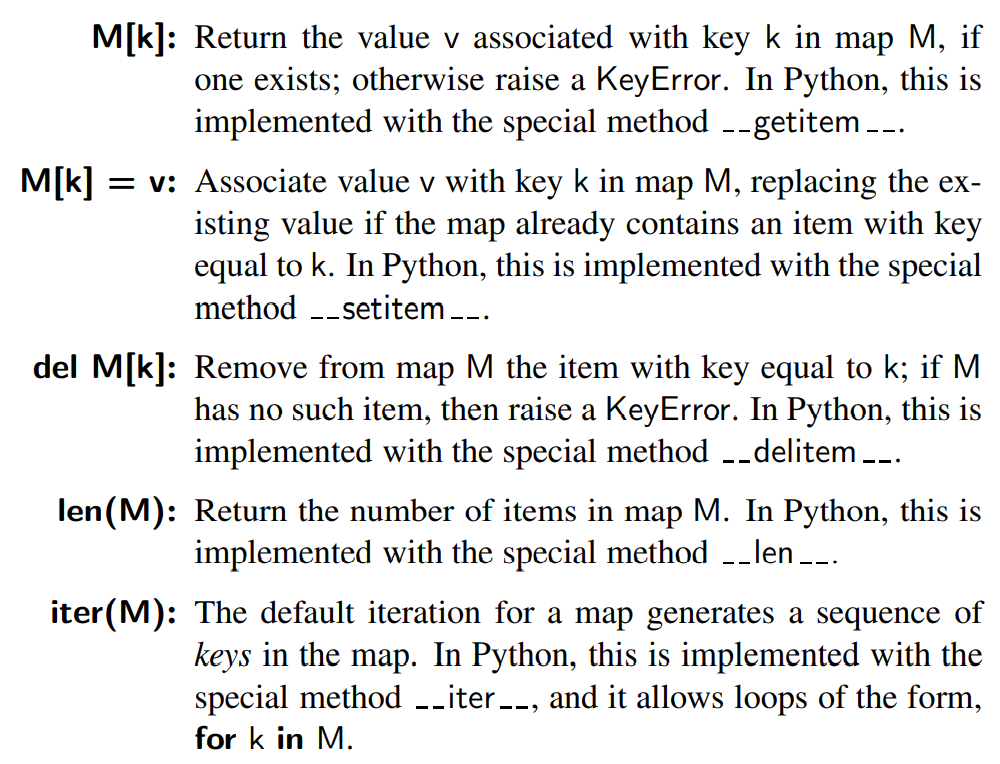 M[k]: Return the value v associated with key k in map M, if
one exists; otherwise raise a KeyError. In Python, this is
implemented with the special method __getitem__.
M[k] = v: Associate value v with key k in map M, replacing the ex-
isting value if the map already contains an item with key
equal to k. In Python, this is implemented with the special
method __setitem__.
del M[k]: Remove from map M the item with key equal to k; if M
has no such item, then raise a KeyError. In Python, this is
implemented with the special method __delitem__.
len(M): Return the number of items in map M. In Python, this is
implemented with the special method __len__.
iter(M): The default iteration for a map generates a sequence of
keys in the map. In Python, this is implemented with the
special method __iter__, and it allows loops of the form,
for k in M.